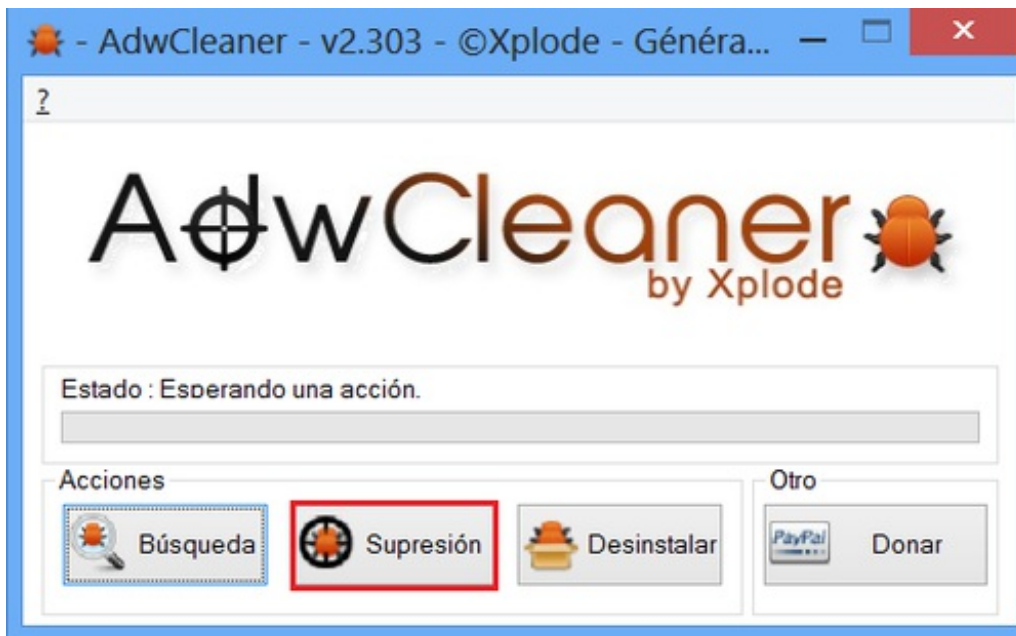 - AdwCleaner - v2.303 - ©Xplode - Généra...
?
AdwCleaner
by Xplode
Estado : Esperando una acción.
Acciones
Otro
Búsqueda
Supresión
Desinstalar
PayPal
Donar